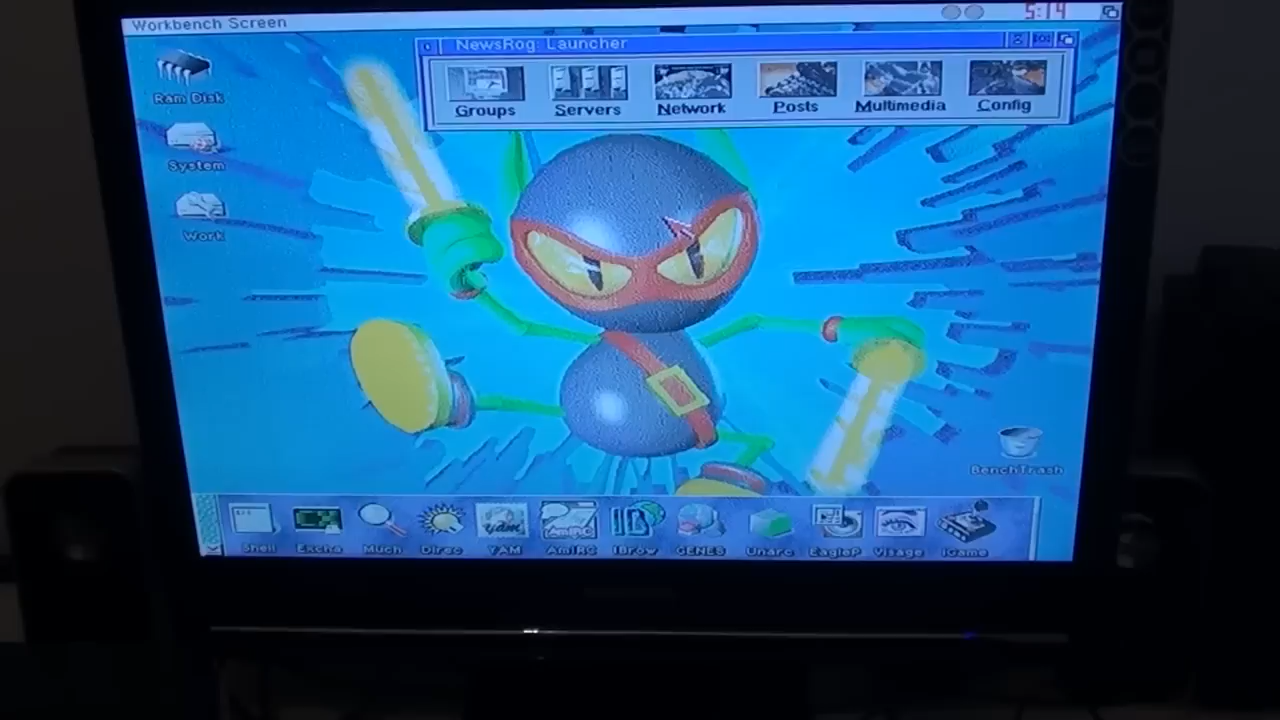 Workbench Screen
5:14
NewsRog: Launcher
Groups Servers Network Posts Multimedia Config
Ram Disk
System
Work
BenchTrash
Shell Excha Much Direc YAM AmIRC IBrow GENES Unarc EagleP Visage iGame